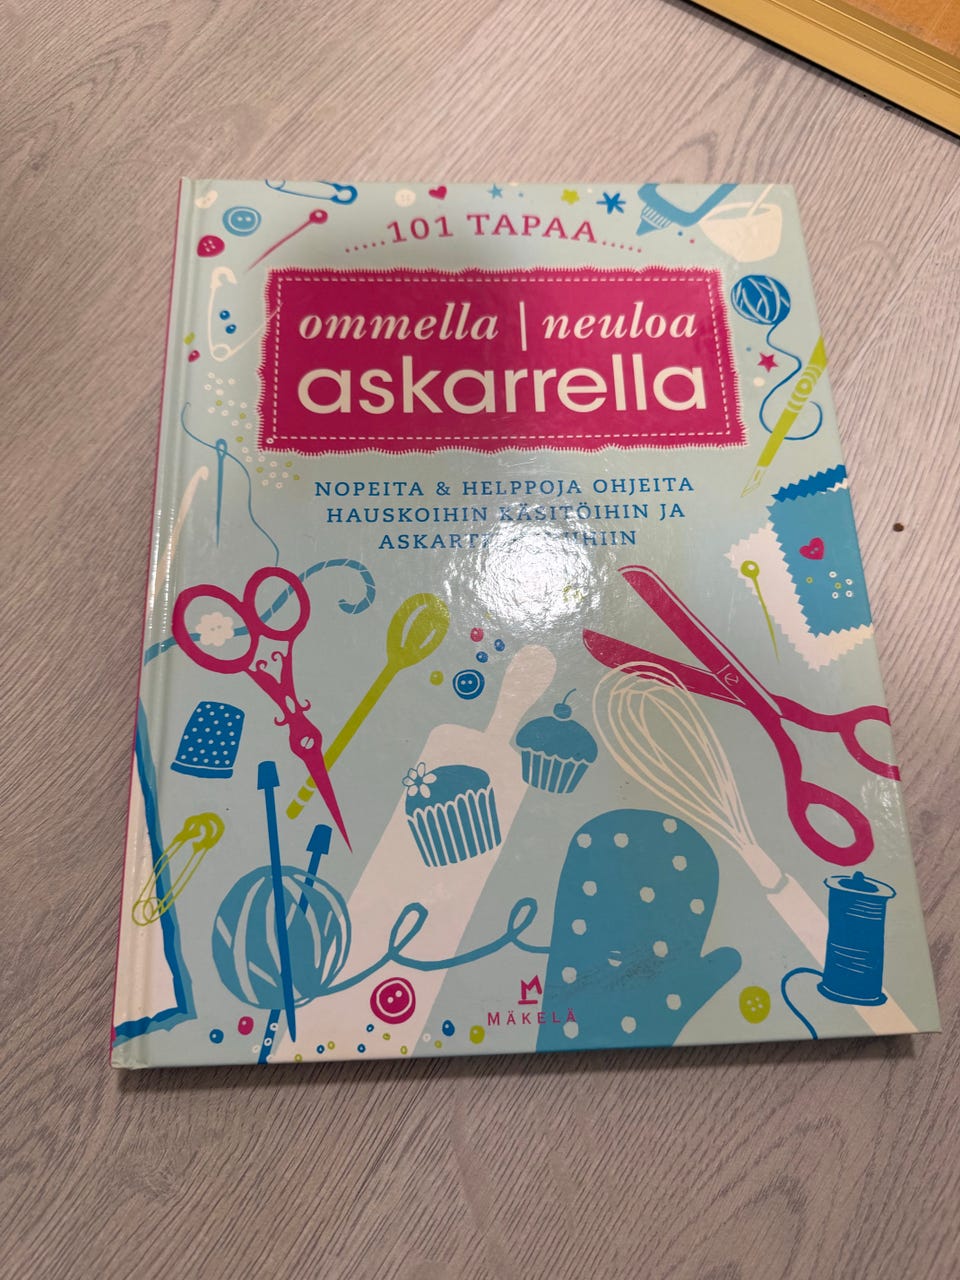 101 TAPAA
ommella | neuloa
askarrella
NOPEITA & HELPPOJA OHJEITA
HAUSKOIHIN KÄSITÖIHIN JA
M
MÄKELÄ